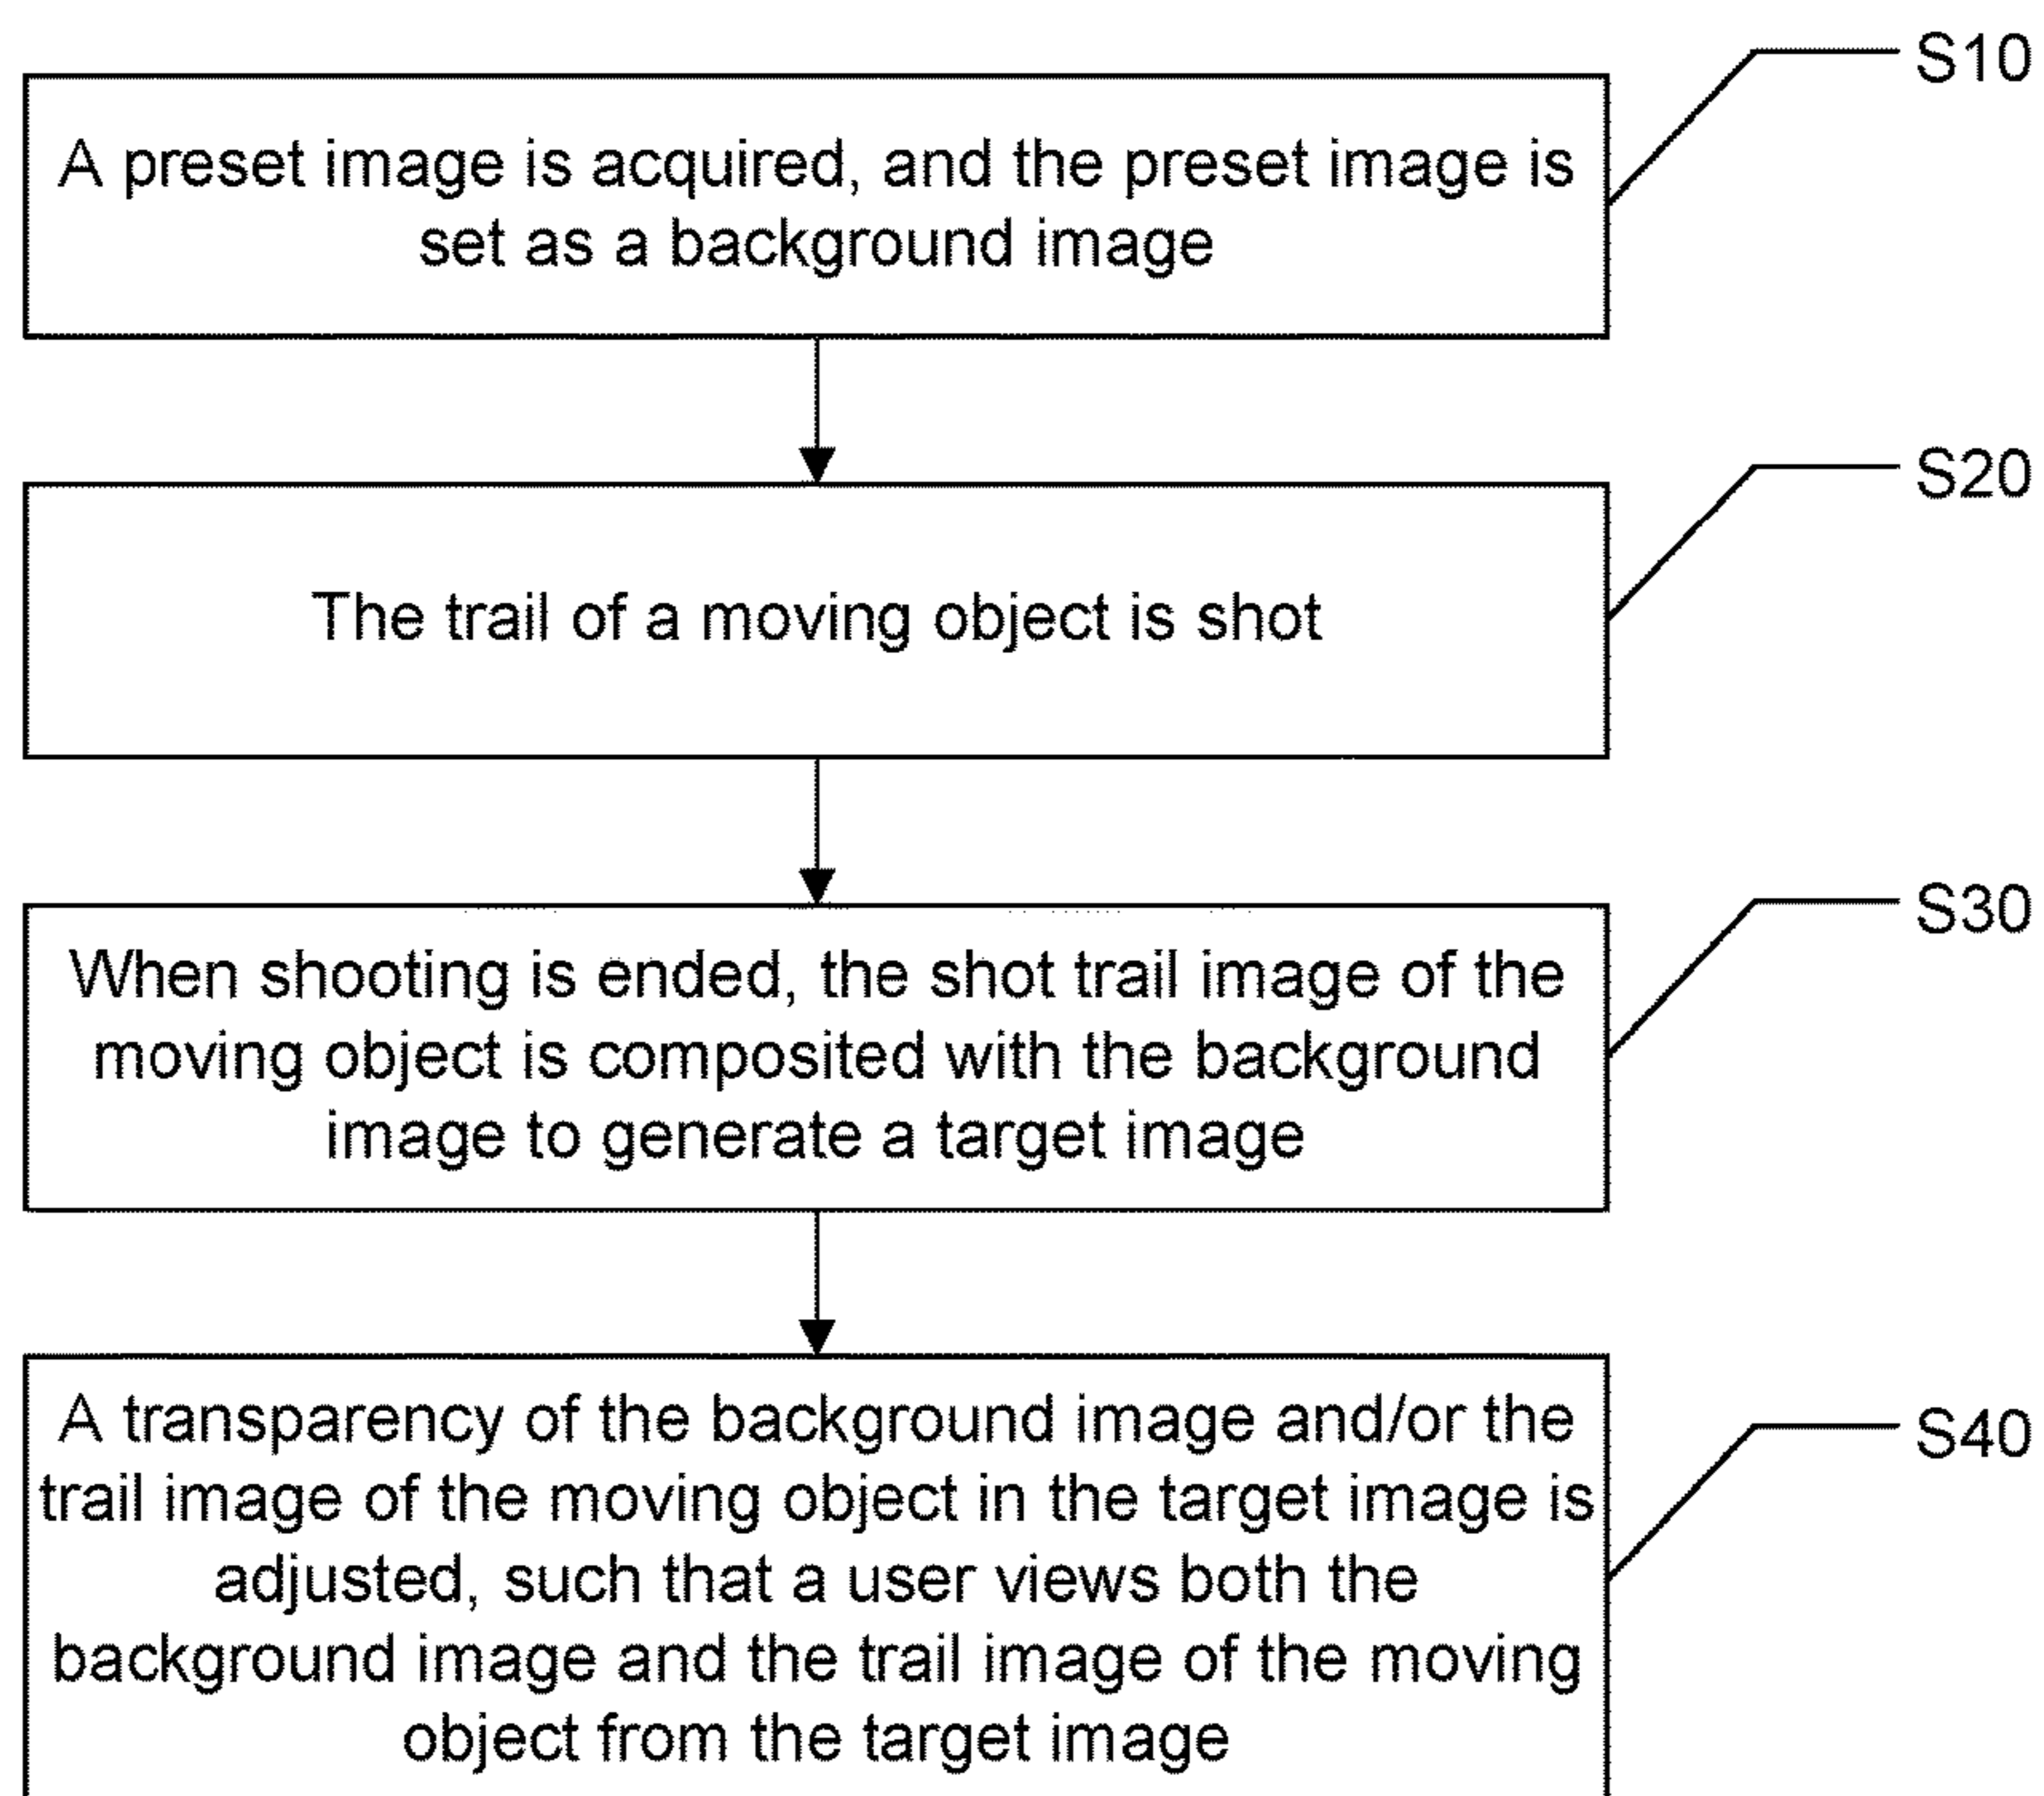 S10
A preset image is acquired, and the preset image is
set as a background image
S20
The trail of a moving object is shot
S30
When shooting is ended, the shot trail image of the
moving object is composited with the background
image to generate a target image
S40
A transparency of the background image and/or the
trail image of the moving object in the target image is
adjusted, such that a user views both the
background image and the trail image of the moving
object from the target image